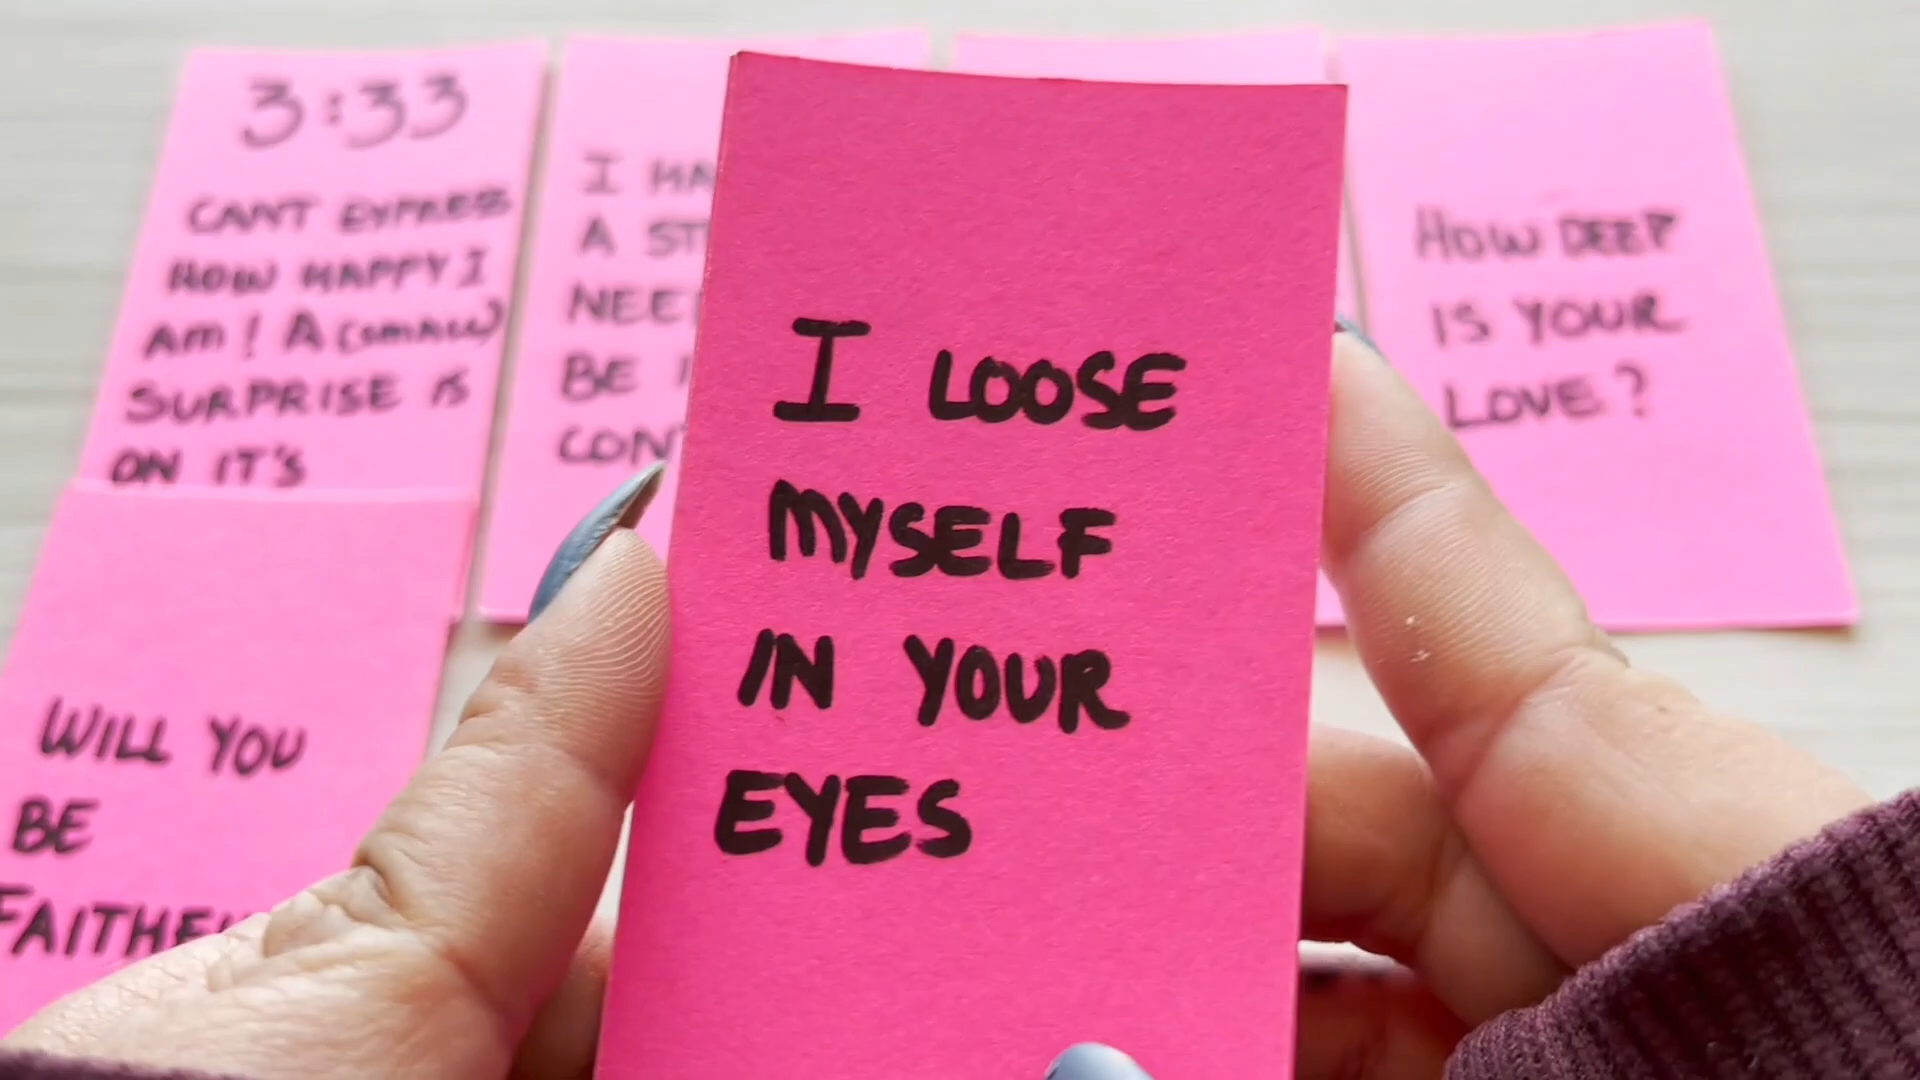 3:33
CANT EXPRESS
HOW HAPPY I
AM! A (SMALL)
SURPRISE IS
ON IT'S
I
A
BE
I LOOSE
MYSELF
IN YOUR
EYES
HOW DEEP
IS YOUR
LOVE?
WILL YOU
BE